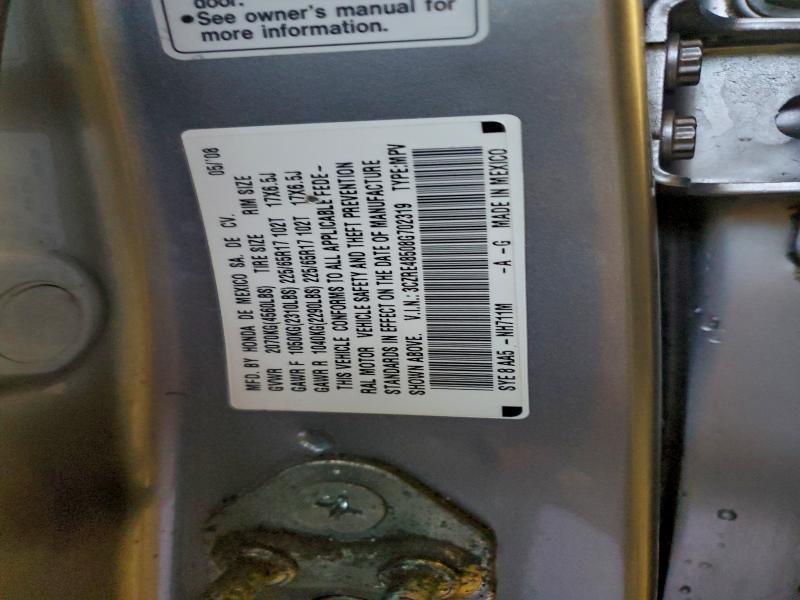 door.
•See owner's manual for
more information.
MFD. BY HONDA DE MEXICO SA. DE CV. 05/'08
GVWR 2070KG(4560LBS) TIRE SIZE RIM SIZE
GAWR F 1050KG(2310LBS) 225/65R17 102T 17X6.5J
GAWR R 1040KG(2290LBS) 225/65R17 102T 17X6.5J
THIS VEHICLE CONFORMS TO ALL APPLICABLE FEDE-
RAL MOTOR VEHICLE SAFETY AND THEFT PREVENTION
STANDARDS IN EFFECT ON THE DATE OF MANUFACTURE
SHOWN ABOVE. V.I.N.: 3CZRE48508G702319 TYPE:MPV
SYE 8 AA5 -NH711M -A -G MADE IN MEXICO